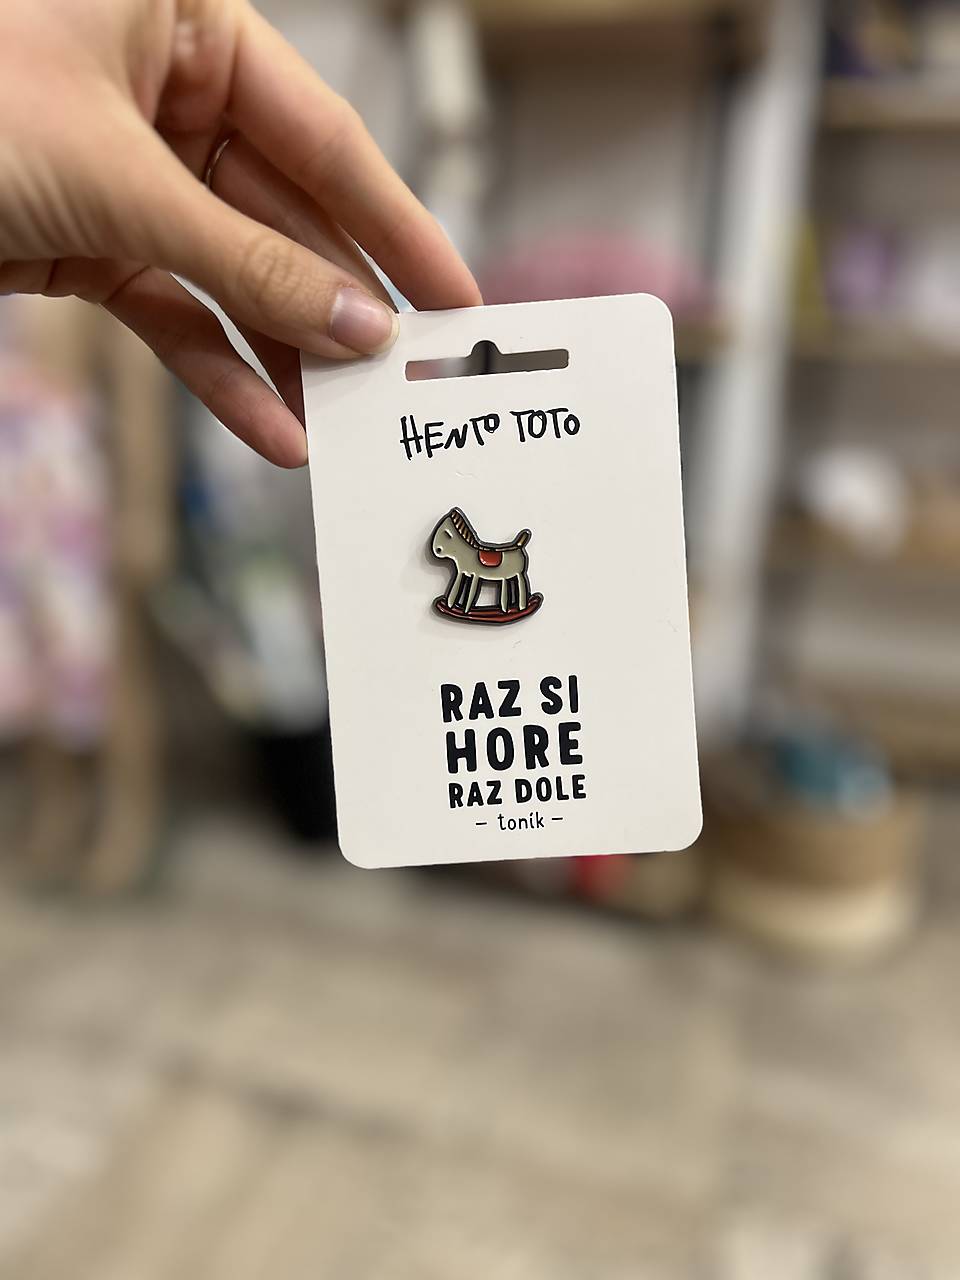 HENTO TOTO
RAZ SI
HORE
RAZ DOLE
– toník –